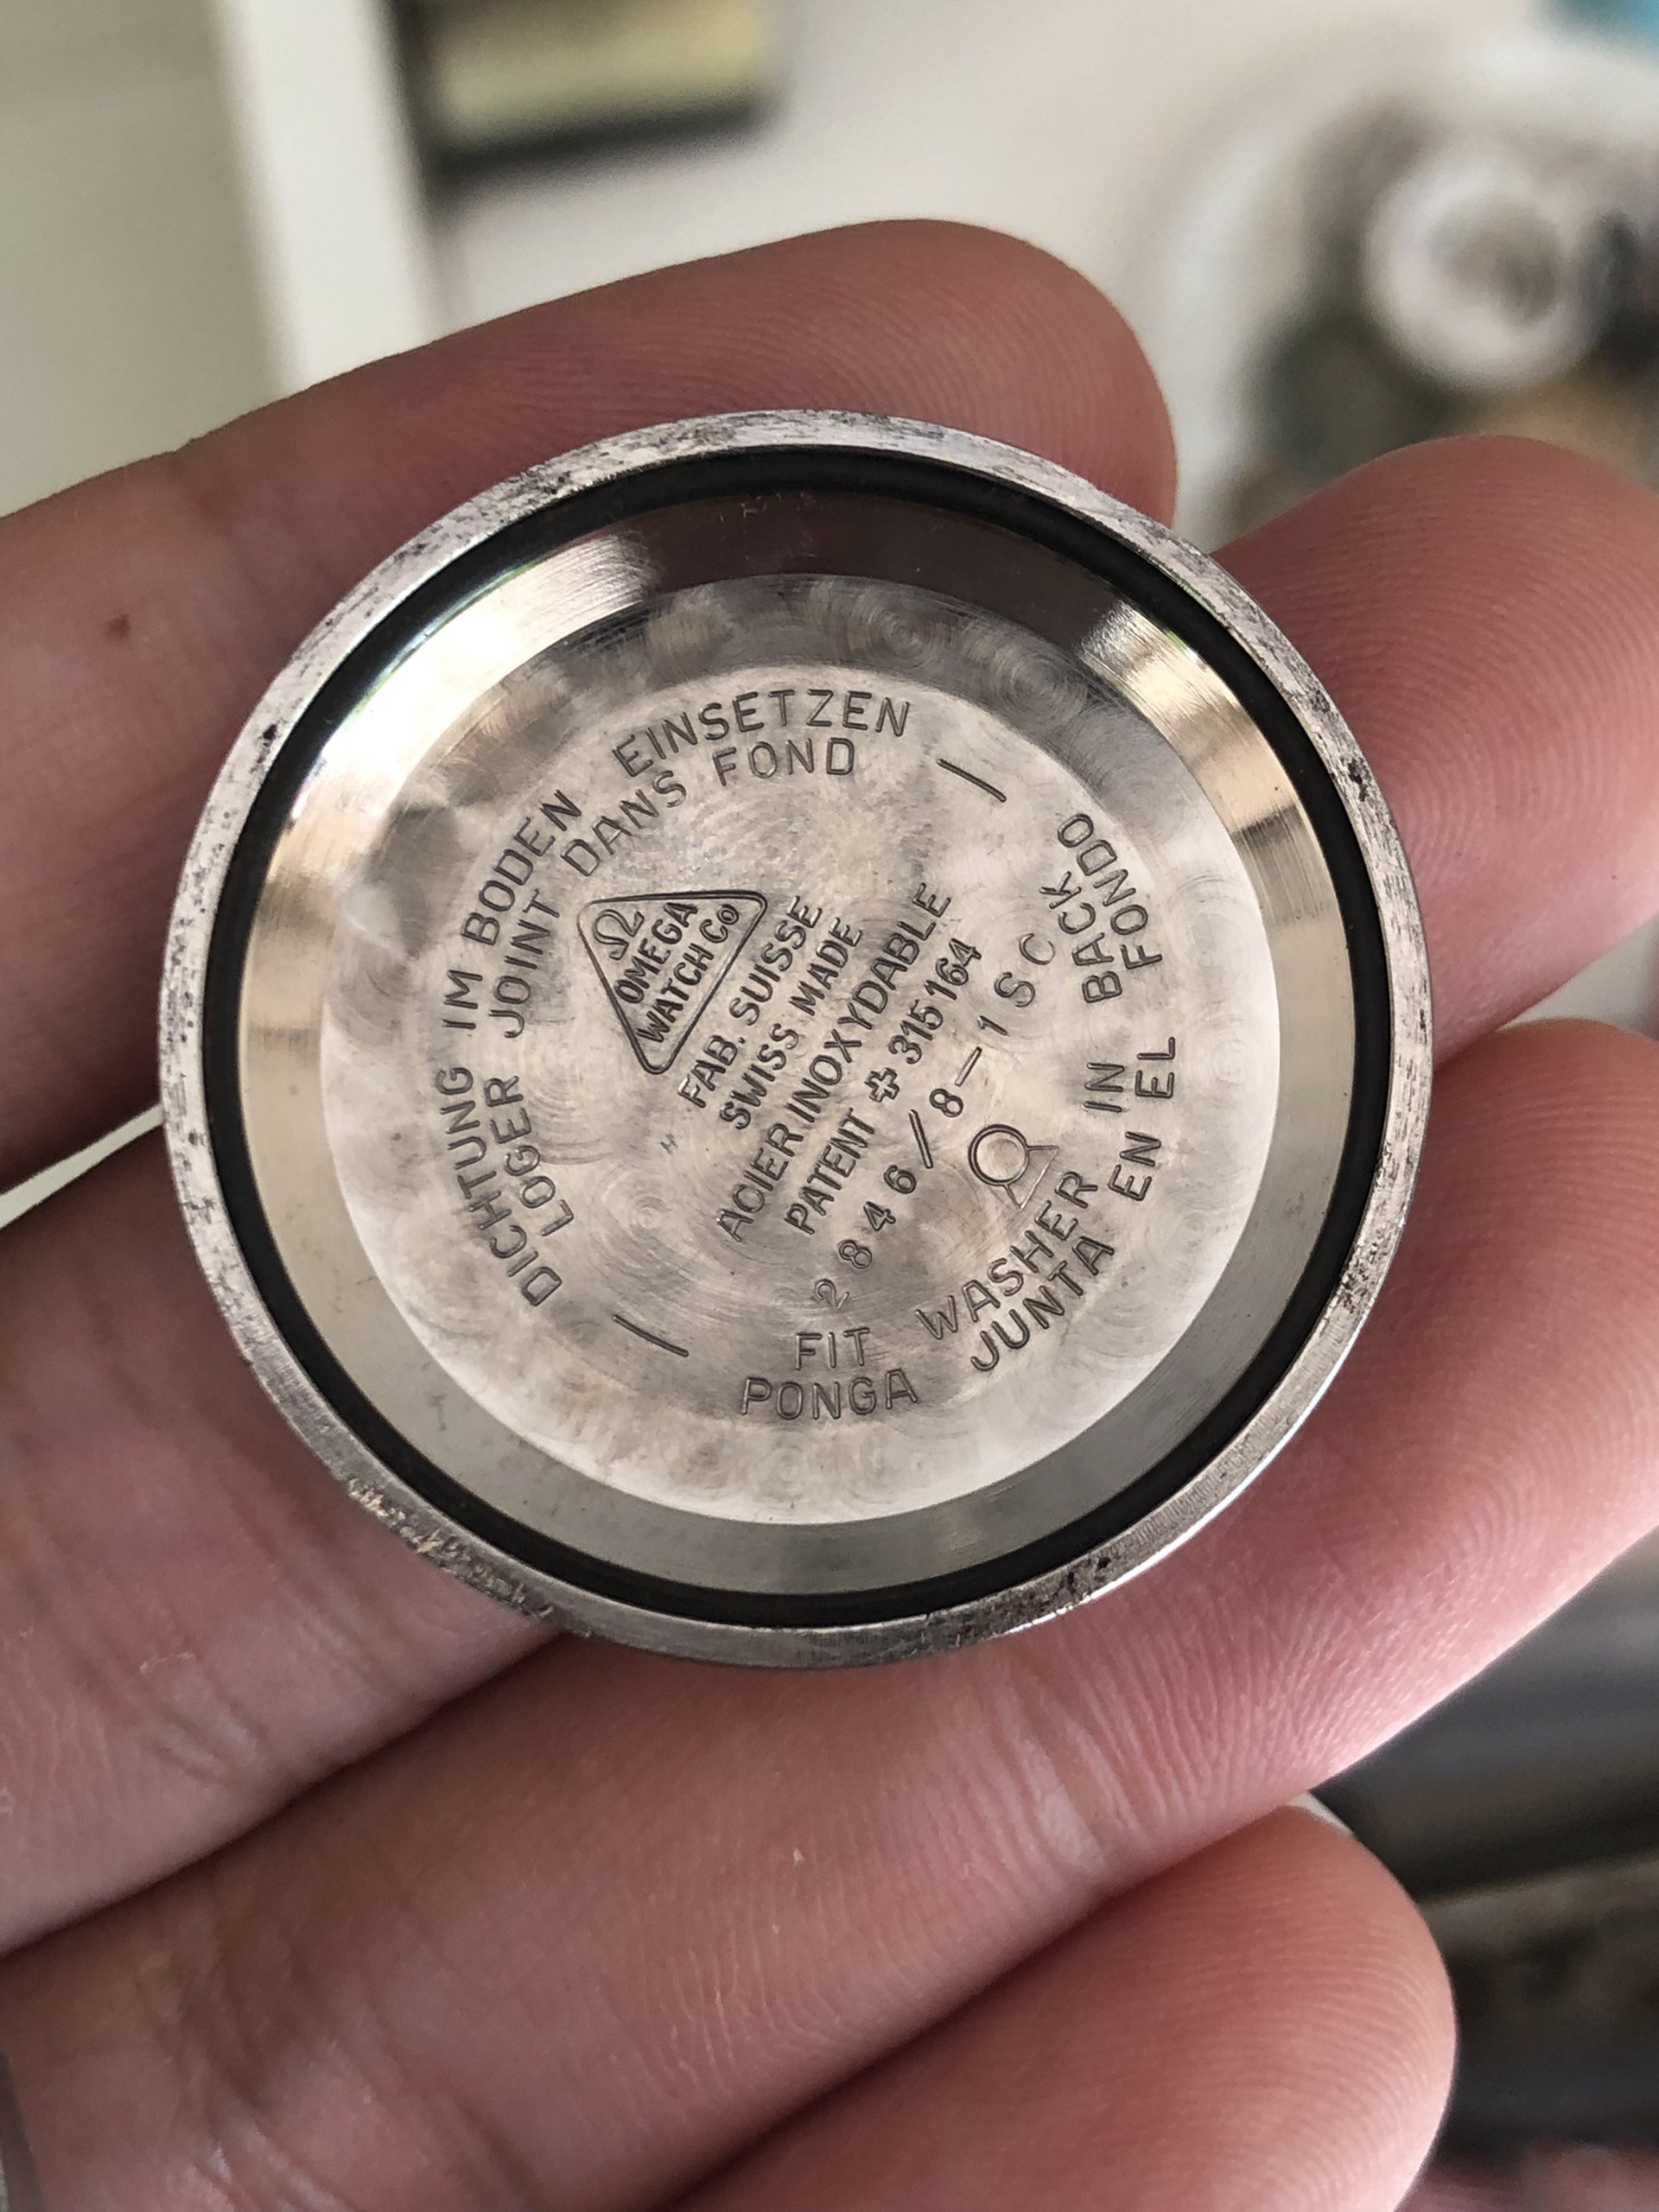 DICHTUNG IM BODEN EINSETZEN
LOGER JOINT DANS FOND
Ω
OMEGA
WATCH Co
FAB. SUISSE
SWISS MADE
ACIER INOXYDABLE
PATENT ✚ 315164
2846/8-1SC
FIT WASHER IN BACK
PONGA JUNTA EN EL FONDO